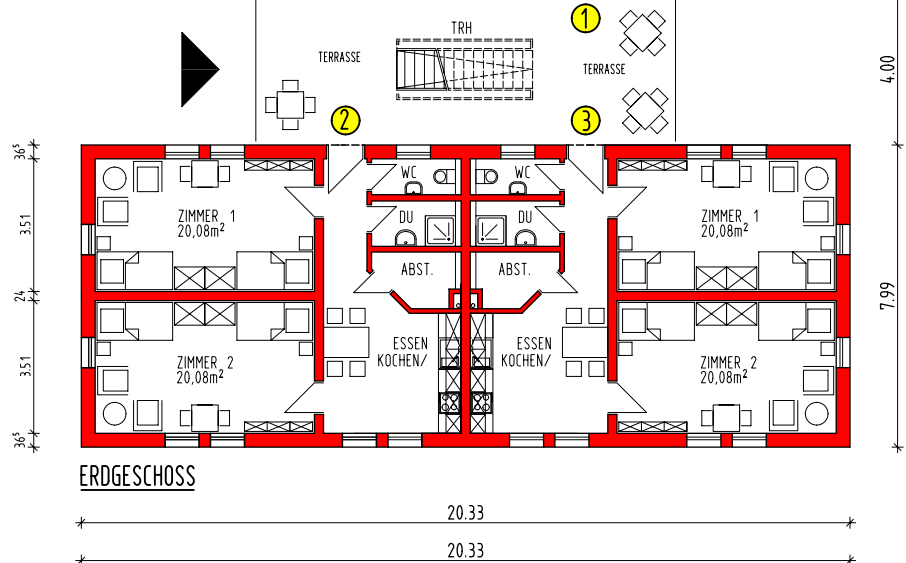 1
TRH
TERRASSE
TERRASSE
4.00
2
3
36⁵
WC
WC
ZIMMER 1
20,08m²
DU
DU
ZIMMER 1
20,08m²
3.51
ABST.
ABST.
24
7.99
ZIMMER 2
20,08m²
ESSEN
KOCHEN/
ESSEN
KOCHEN/
ZIMMER 2
20,08m²
3.51
36⁵
ERDGESCHOSS
20.33
20.33